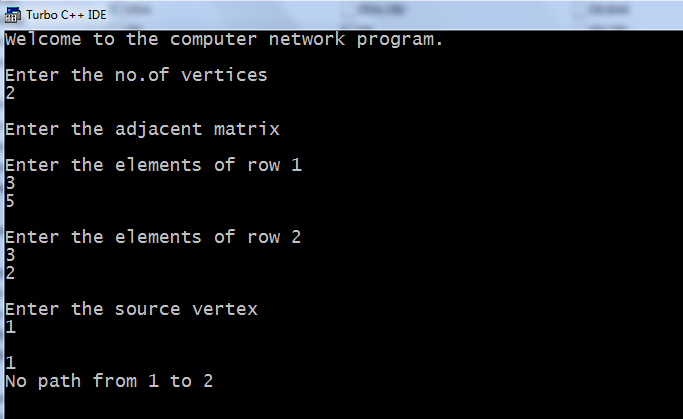 Turbo C++ IDE
Welcome to the computer network program.
Enter the no.of vertices
2
Enter the adjacent matrix
Enter the elements of row 1
3
5
Enter the elements of row 2
3
2
Enter the source vertex
1
1
No path from 1 to 2